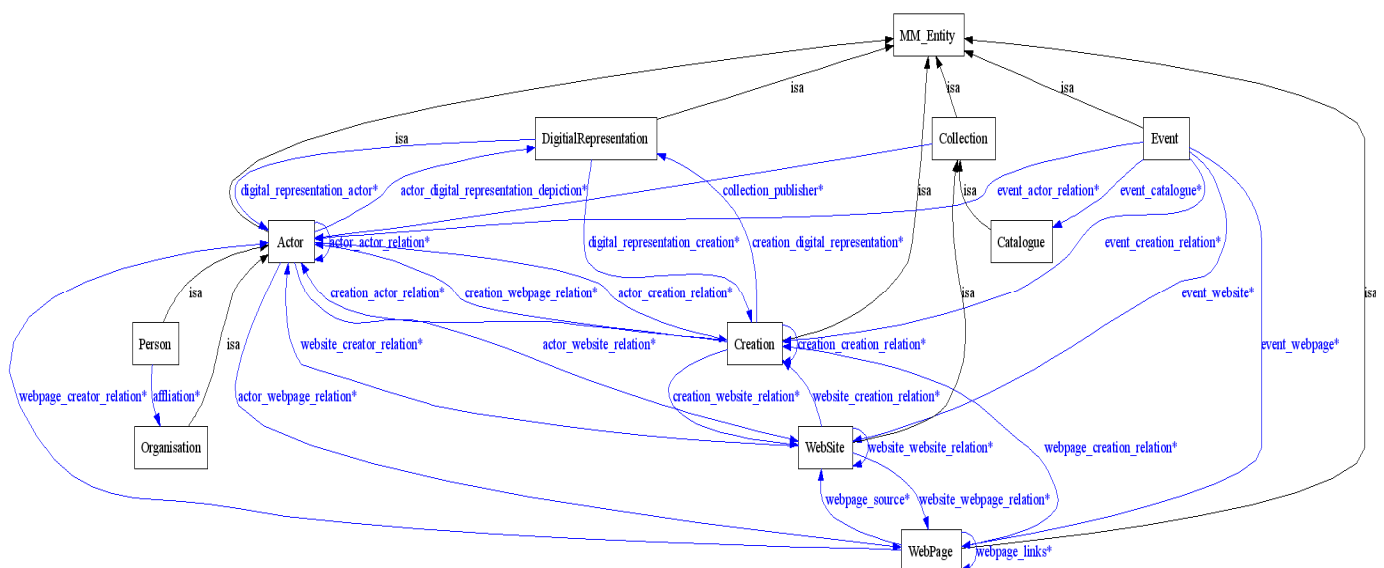 MM_Entity
isa
isa
isa
DigitialRepresentation
Collection
Event
isa
isa
isa
isa
digital_representation_actor*
actor_digital_representation_depiction*
collection_publisher*
event_actor_relation*
event_catalogue*
Actor
actor_actor_relation*
digital_representation_creation*
creation_digital_representation*
Catalogue
event_creation_relation*
isa
creation_actor_relation*
creation_webpage_relation*
actor_creation_relation*
isa
event_website*
isa
Person
isa
website_creator_relation*
actor_website_relation*
Creation
creation_creation_relation*
event_webpage*
webpage_creator_relation*
affliation*
actor_webpage_relation*
creation_website_relation*
website_creation_relation*
Organisation
WebSite
website_website_relation*
webpage_creation_relation*
webpage_source*
website_webpage_relation*
WebPage
webpage_links*